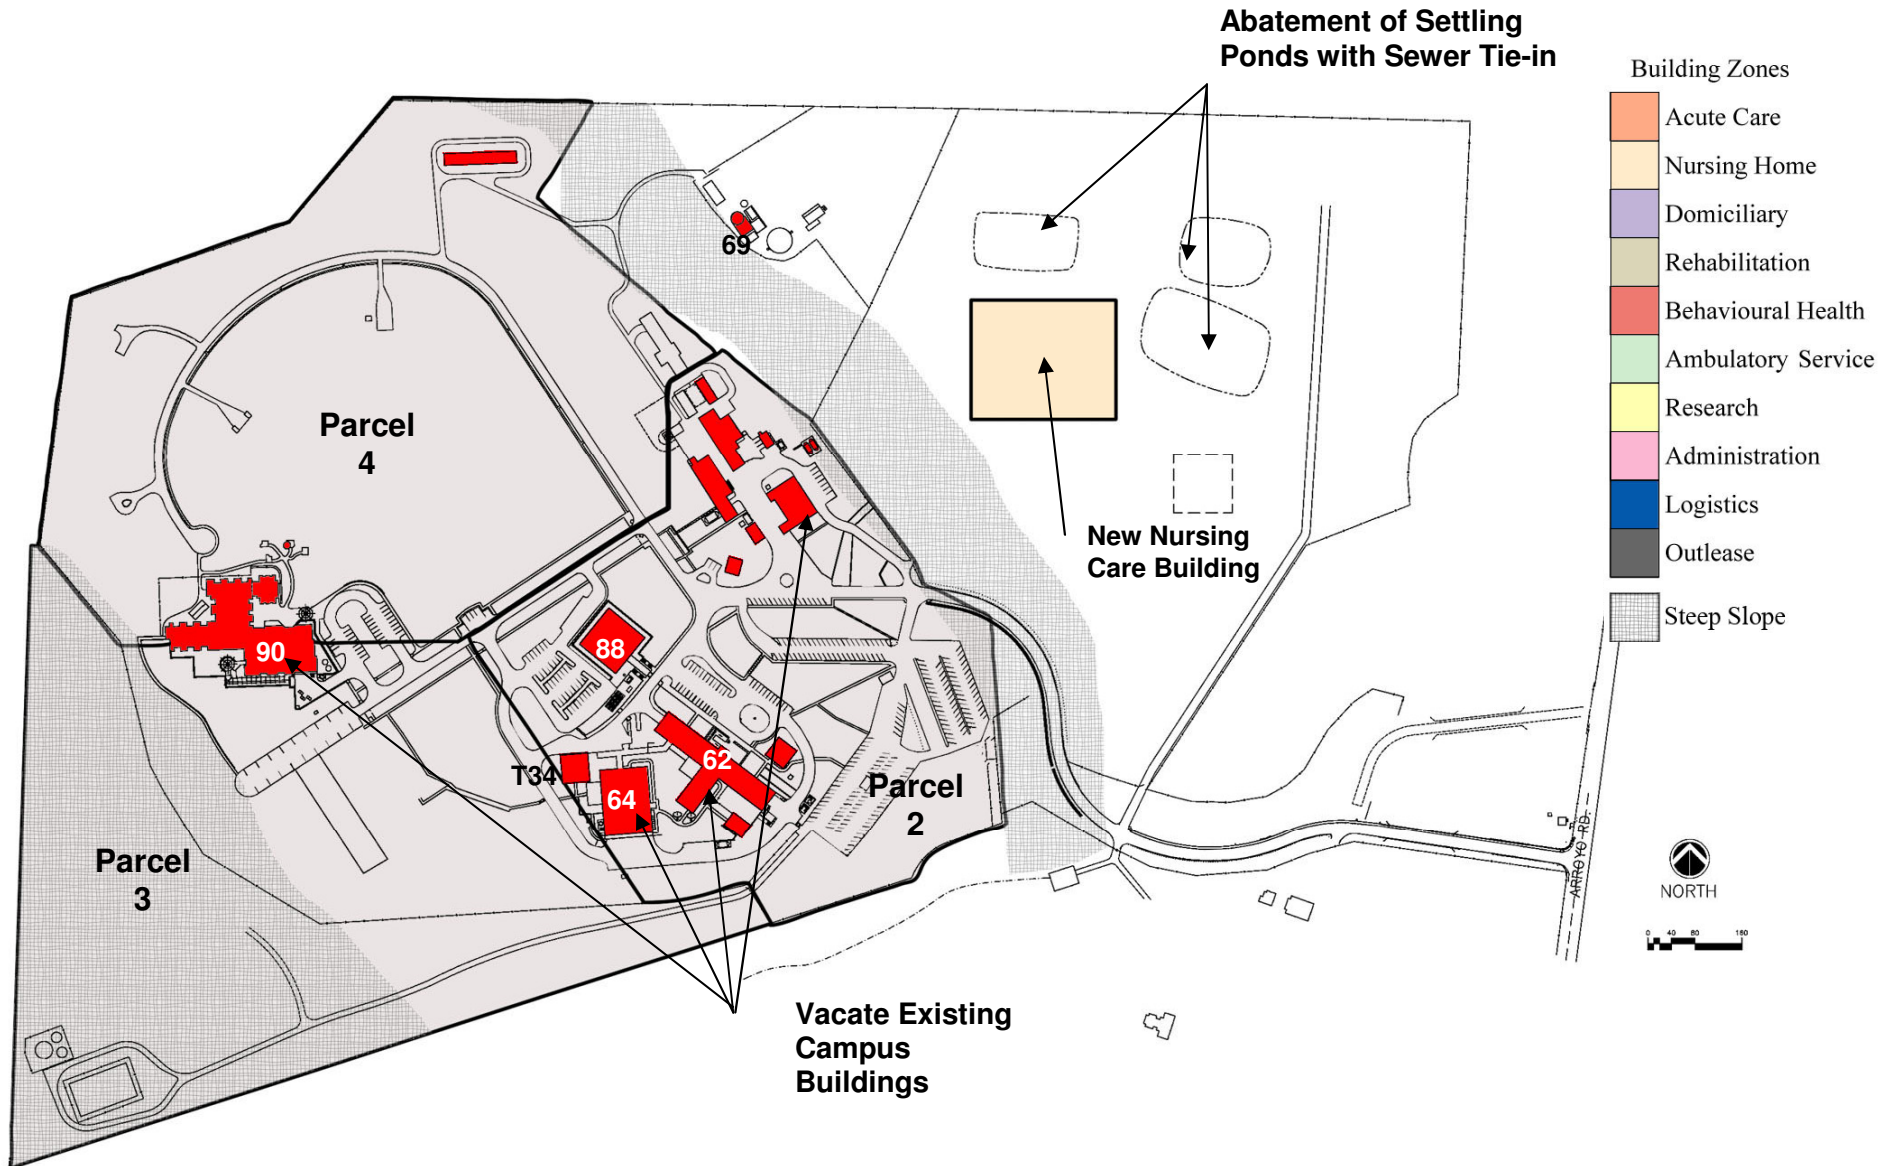 Abatement of Settling
Ponds with Sewer Tie-in
Building Zones
Acute Care
Nursing Home
Domiciliary
Rehabilitation
Behavioural Health
Ambulatory Service
Research
Administration
Logistics
Outlease
Steep Slope
69
Parcel
4
New Nursing
Care Building
90
88
62
T34
64
Parcel
2
Parcel
3
ARROYO RD.
NORTH
0 40 80 160
Vacate Existing
Campus
Buildings